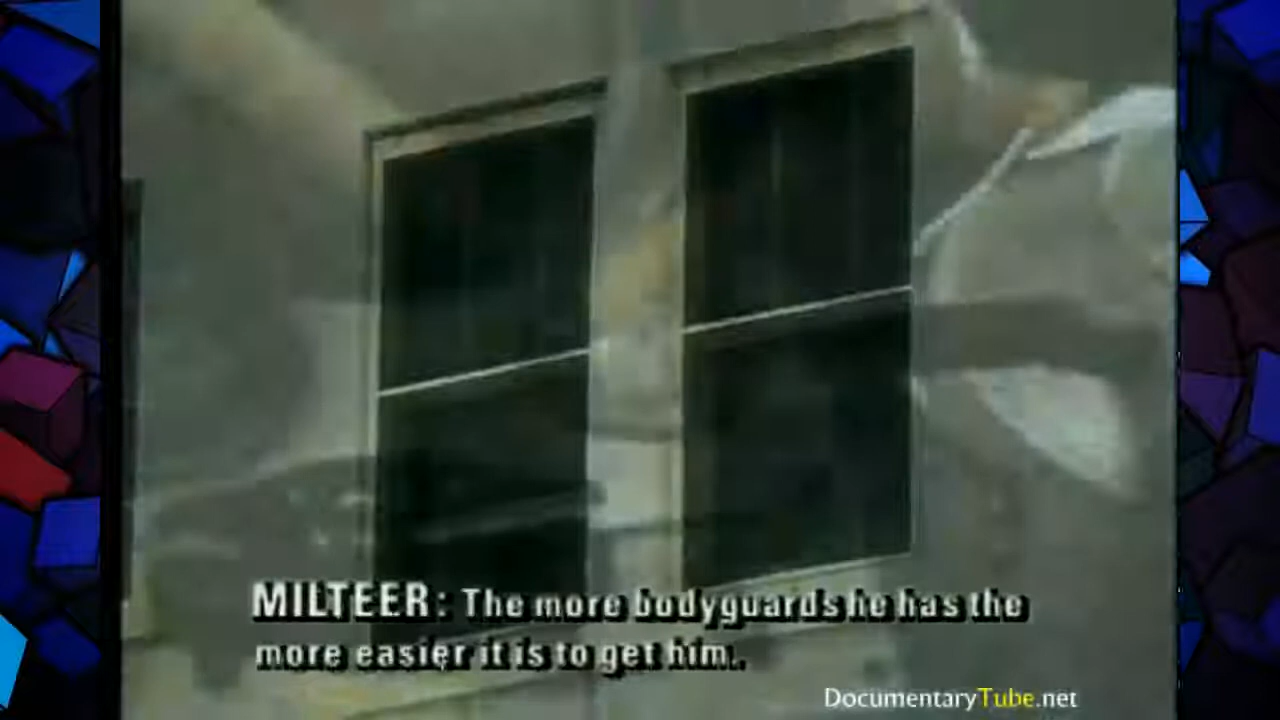 MILTEER: The more bodyguards he has the
more easier it is to get him.
DocumentaryTube.net